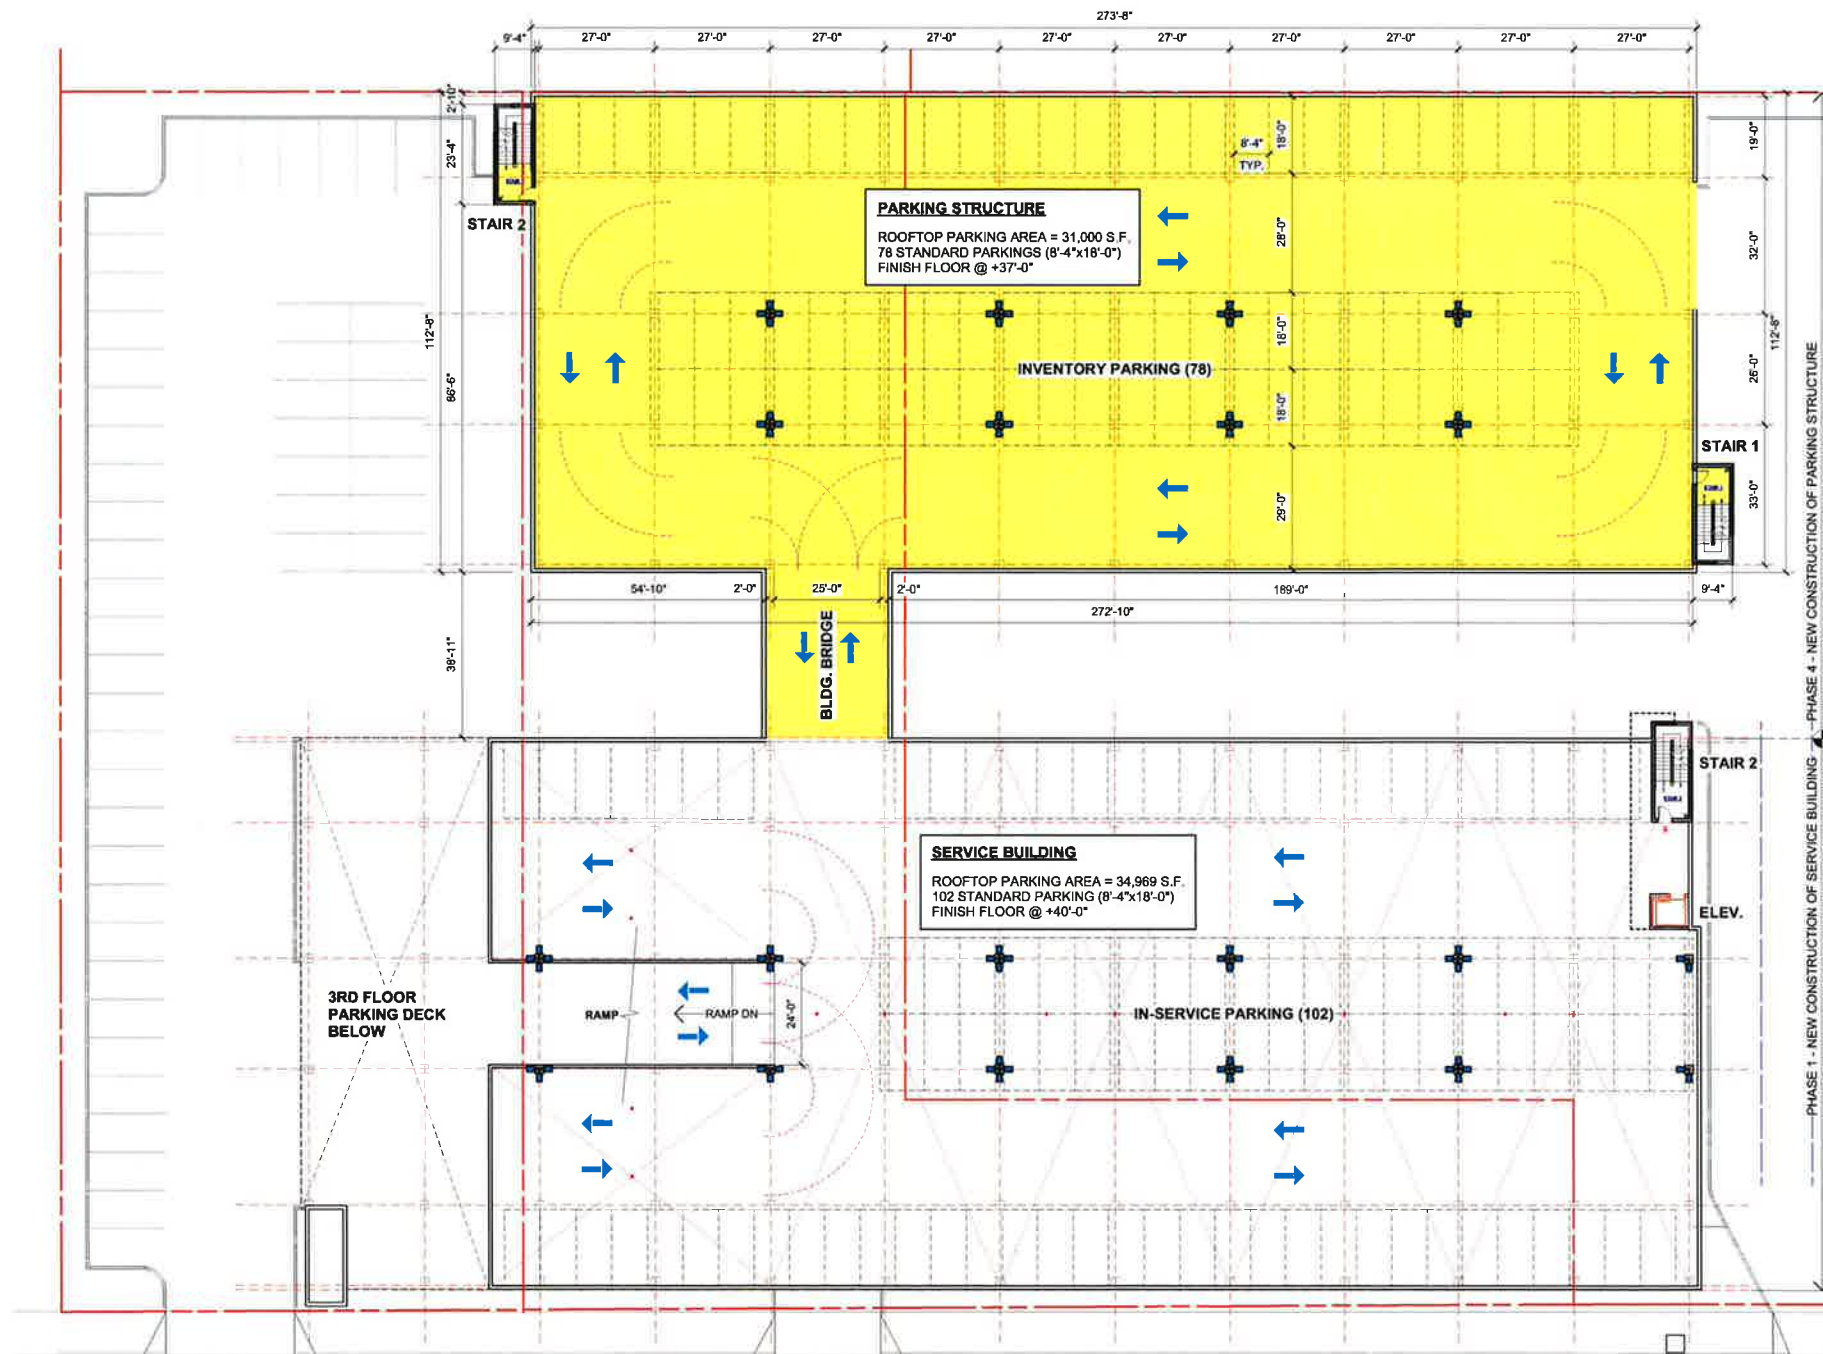 273'-8"
9'-4"
27'-0"
27'-0"
27'-0"
27'-0"
27'-0"
27'-0"
27'-0"
27'-0"
27'-0"
27'-0"
2'-10"
23'-4"
STAIR 2
112'-8"
86'-6"
8'-4"
TYP.
18'-0"
19'-0"
PARKING STRUCTURE
ROOFTOP PARKING AREA = 31,000 S.F.
78 STANDARD PARKINGS (8'-4"x18'-0")
FINISH FLOOR @ +37'-0"
28'-0"
32'-0"
18'-0"
INVENTORY PARKING (78)
18'-0"
26'-0"
112'-8"
STAIR 1
29'-0"
33'-0"
54'-10"
2'-0"
25'-0"
2'-0"
189'-0"
9'-4"
272'-10"
38'-11"
BLDG. BRIDGE
PHASE 4 - NEW CONSTRUCTION OF PARKING STRUCTURE
STAIR 2
SERVICE BUILDING
ROOFTOP PARKING AREA = 34,969 S.F.
102 STANDARD PARKING (8'-4"x18'-0")
FINISH FLOOR @ +40'-0"
ELEV.
3RD FLOOR
PARKING DECK
BELOW
RAMP
RAMP DN
24'-0"
IN-SERVICE PARKING (102)
PHASE 1 - NEW CONSTRUCTION OF SERVICE BUILDING